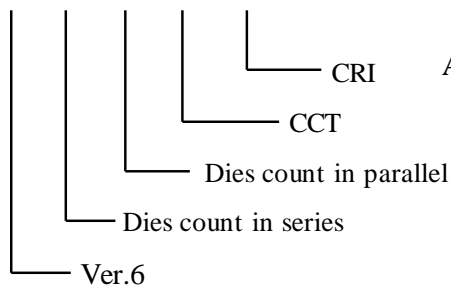 CRI
CCT
Dies count in parallel
Dies count in series
Ver.6